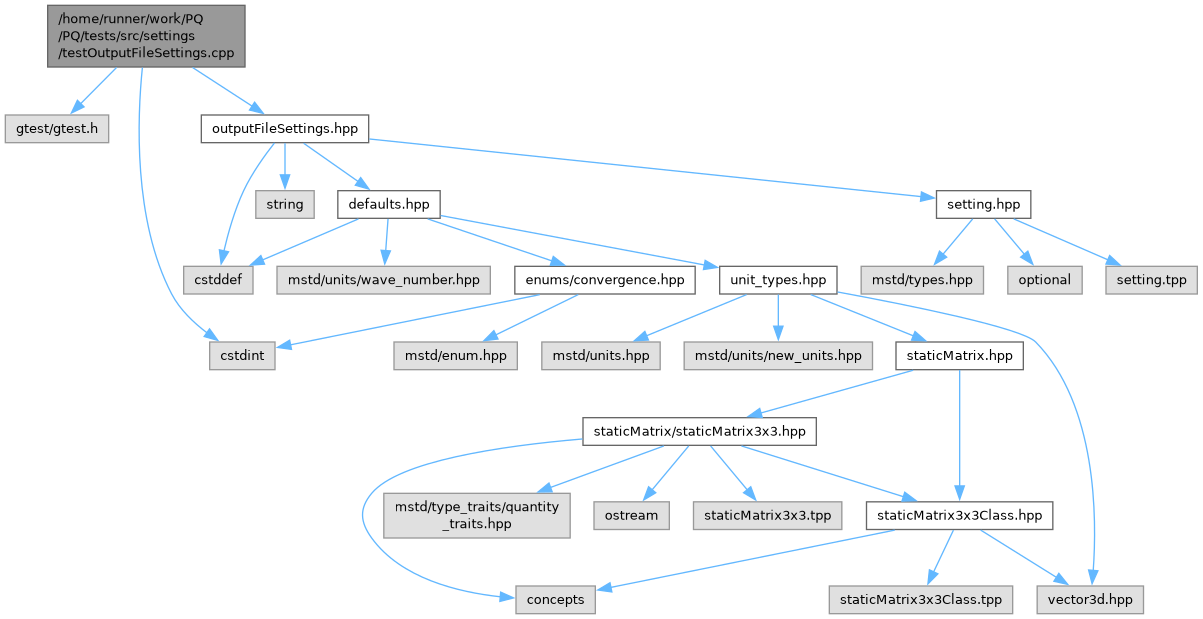 /home/runner/work/PQ
/PQ/tests/src/settings
/testOutputFileSettings.cpp
gtest/gtest.h
outputFileSettings.hpp
string
defaults.hpp
setting.hpp
cstddef
mstd/units/wave_number.hpp
enums/convergence.hpp
unit_types.hpp
mstd/types.hpp
optional
setting.tpp
cstdint
mstd/enum.hpp
mstd/units.hpp
mstd/units/new_units.hpp
staticMatrix.hpp
staticMatrix/staticMatrix3x3.hpp
mstd/type_traits/quantity
_traits.hpp
ostream
staticMatrix3x3.tpp
staticMatrix3x3Class.hpp
concepts
staticMatrix3x3Class.tpp
vector3d.hpp